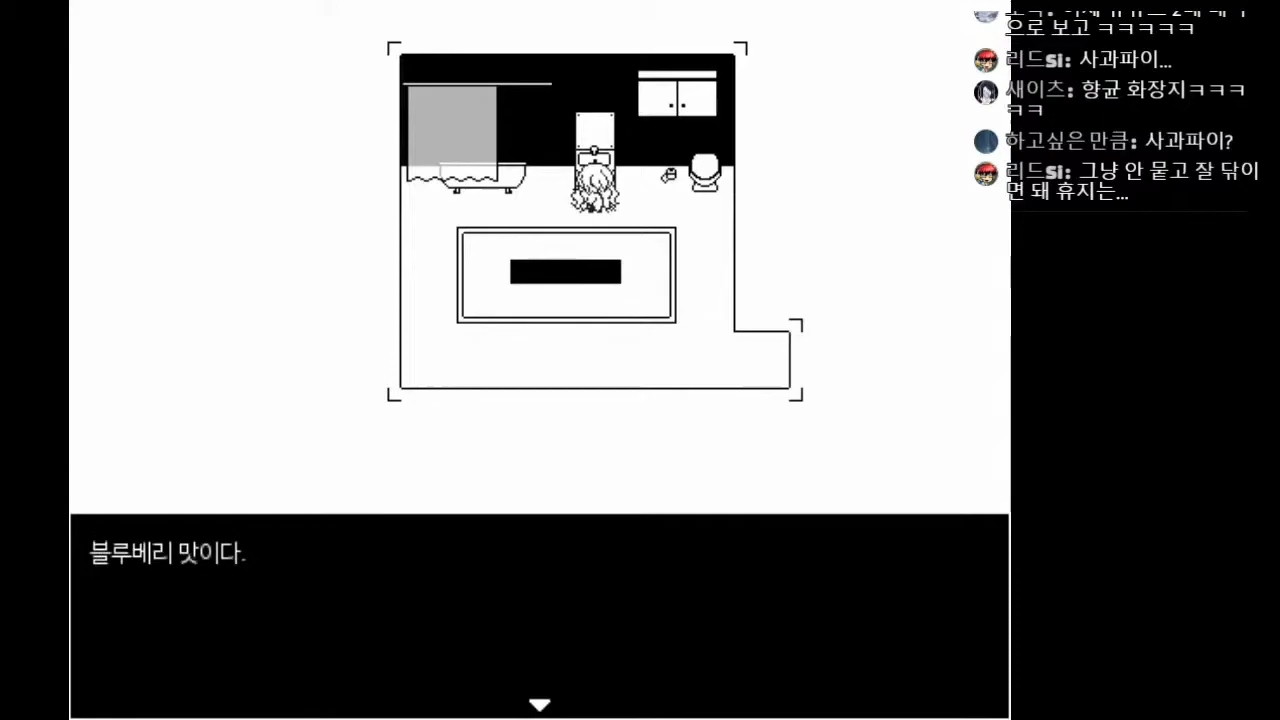 으로 보고 ㅋㅋㅋㅋㅋ
리드si: 사과파이...
새이츠: 항균 화장지ㅋㅋㅋ
ㅋㅋ
하고싶은 만큼: 사과파이?
리드si: 그냥 안 뭍고 잘 닦이
면 돼 휴지는...
블루베리 맛이다.